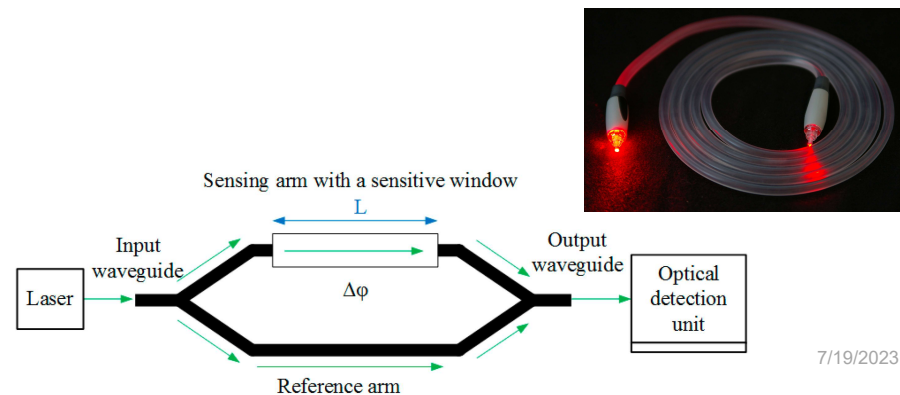 Sensing arm with a sensitive window
L
Input
waveguide
Output
waveguide
Laser
Δφ
Optical
detection
unit
Reference arm
7/19/2023